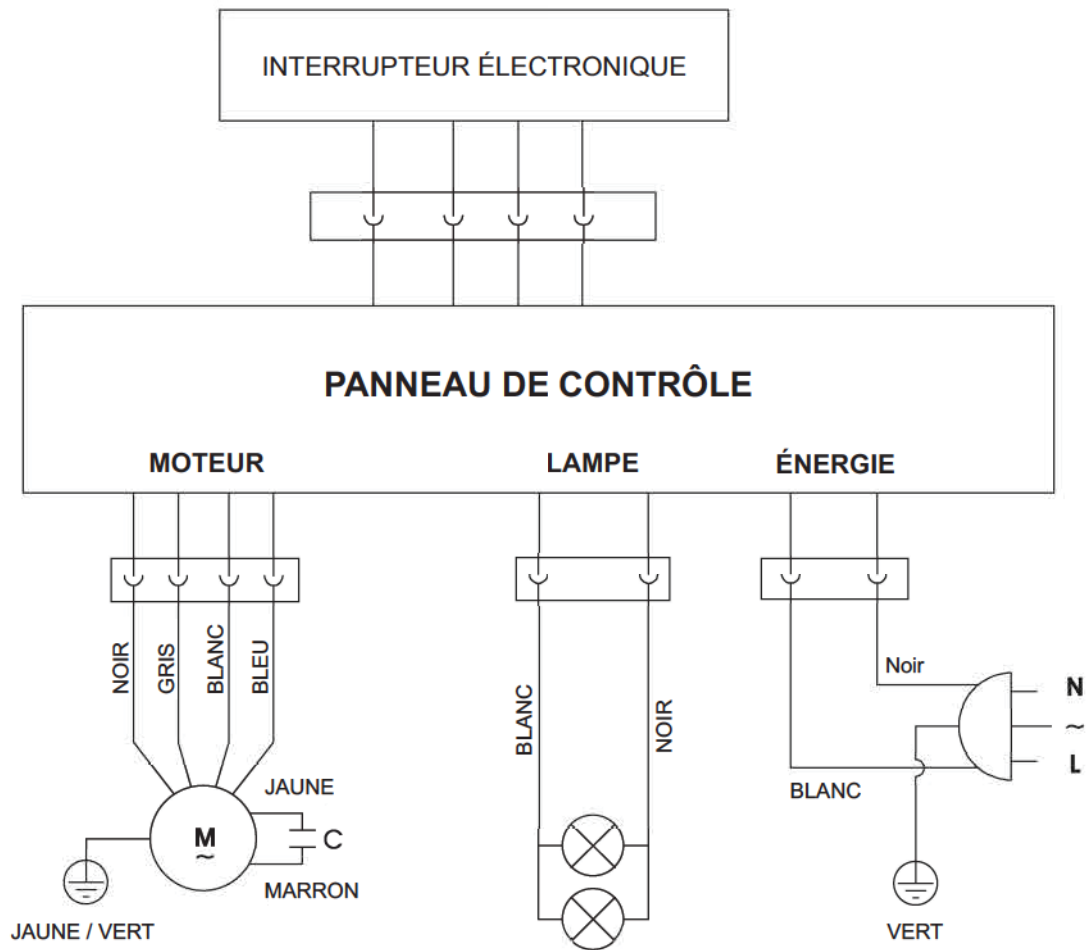 INTERRUPTEUR ÉLECTRONIQUE
PANNEAU DE CONTRÔLE
MOTEUR
LAMPE
ÉNERGIE
NOIR
GRIS
BLANC
BLEU
BLANC
NOIR
Noir
N
~
L
BLANC
JAUNE
M
~
C
MARRON
JAUNE / VERT
VERT